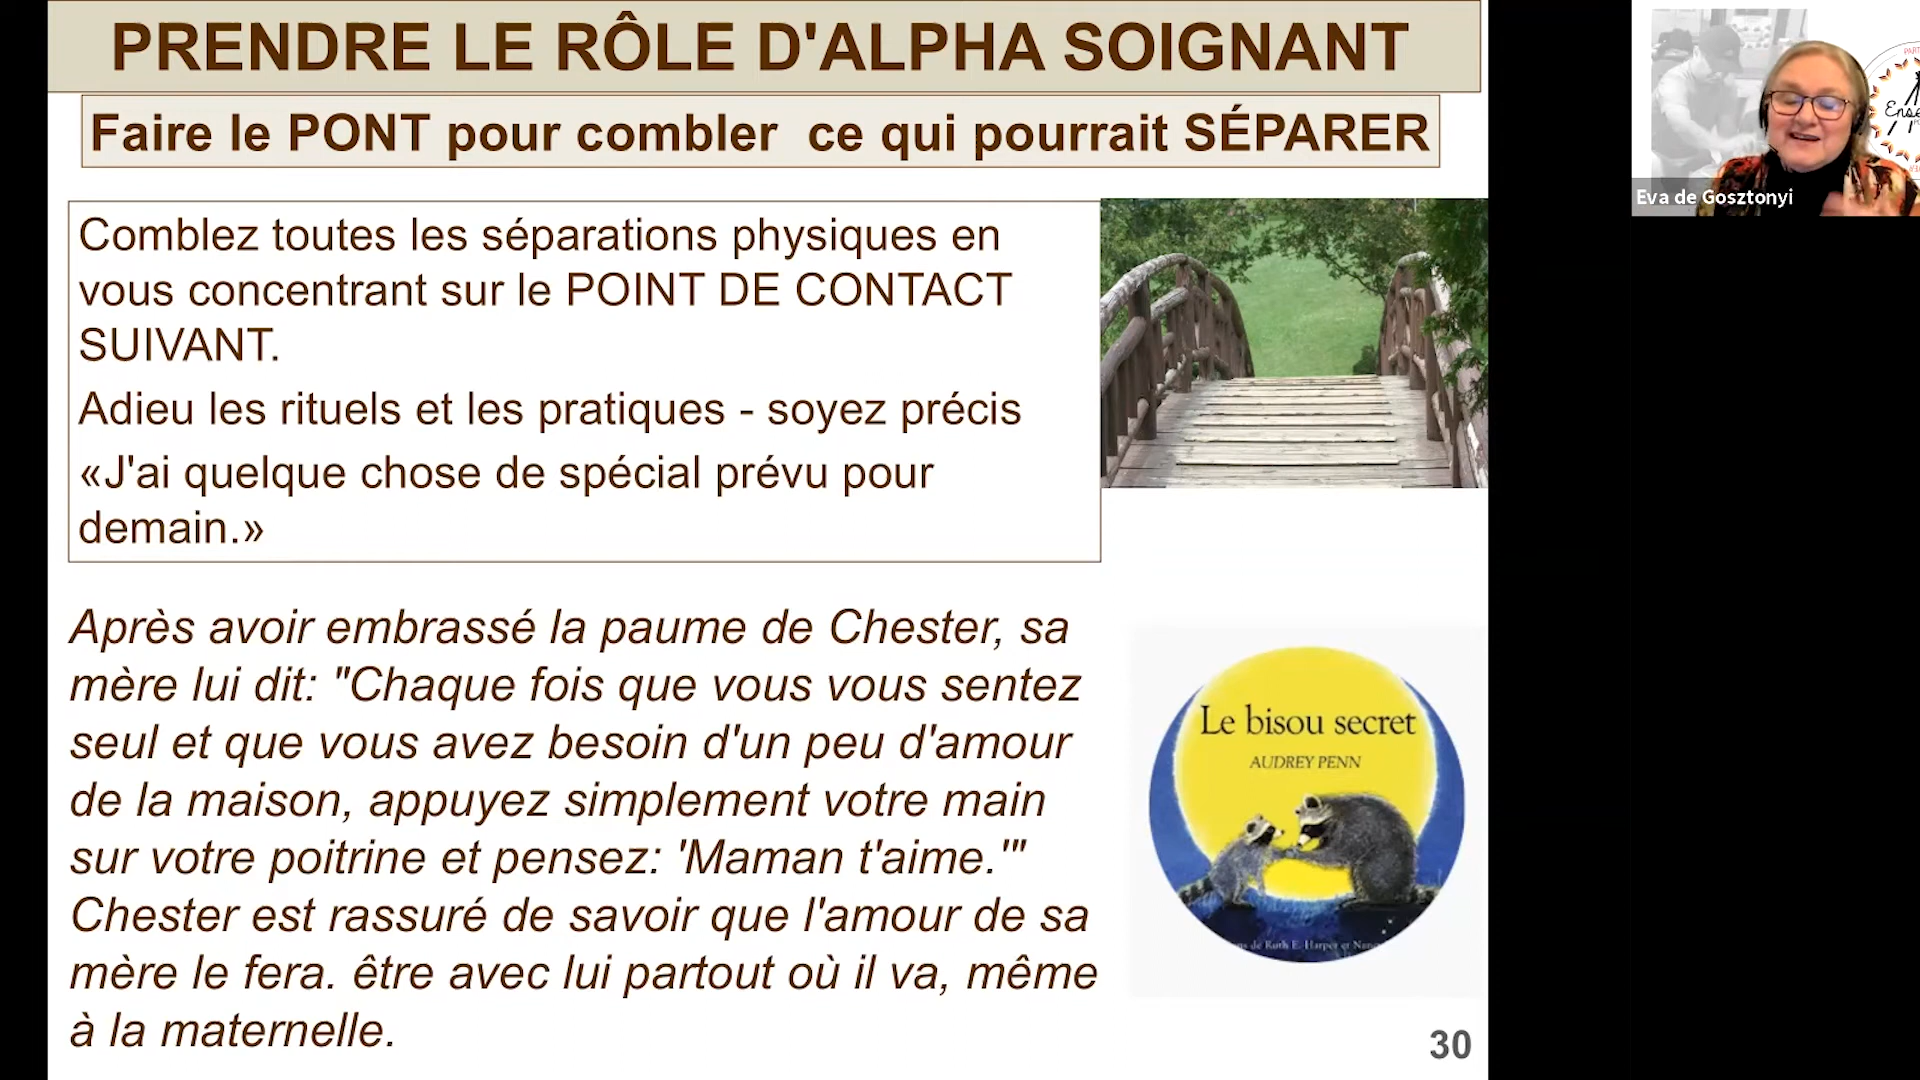 PRENDRE LE RÔLE D'ALPHA SOIGNANT
Faire le PONT pour combler ce qui pourrait SÉPARER
Comblez toutes les séparations physiques en
vous concentrant sur le POINT DE CONTACT
SUIVANT.
Adieu les rituels et les pratiques - soyez précis
«J'ai quelque chose de spécial prévu pour
demain.»
Après avoir embrassé la paume de Chester, sa
mère lui dit: "Chaque fois que vous vous sentez
seul et que vous avez besoin d'un peu d'amour
de la maison, appuyez simplement votre main
sur votre poitrine et pensez: 'Maman t'aime.'"
Chester est rassuré de savoir que l'amour de sa
mère le fera. être avec lui partout où il va, même
à la maternelle.
Le bisou secret
AUDREY PENN
de Ruth E. Harper et
30
Eva de Gosztonyi